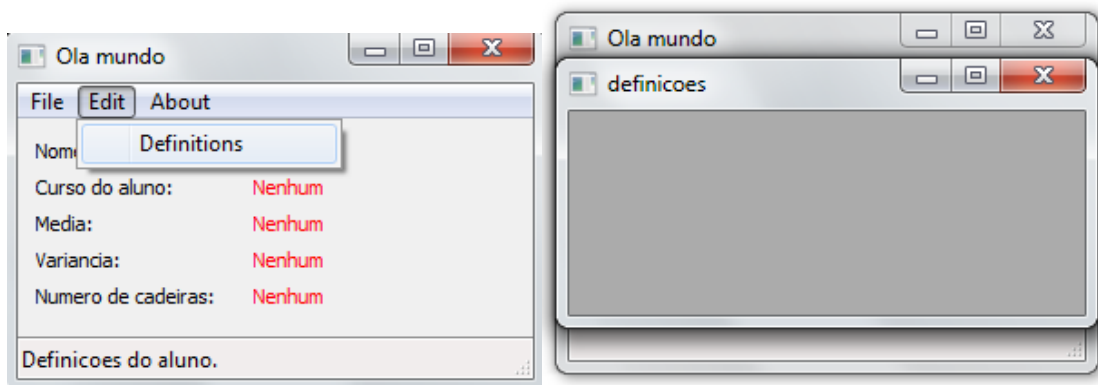 Ola mundo
File Edit About
Definitions
Curso do aluno: Nenhum
Media: Nenhum
Variancia: Nenhum
Numero de cadeiras: Nenhum
Definicoes do aluno.
Ola mundo
definicoes